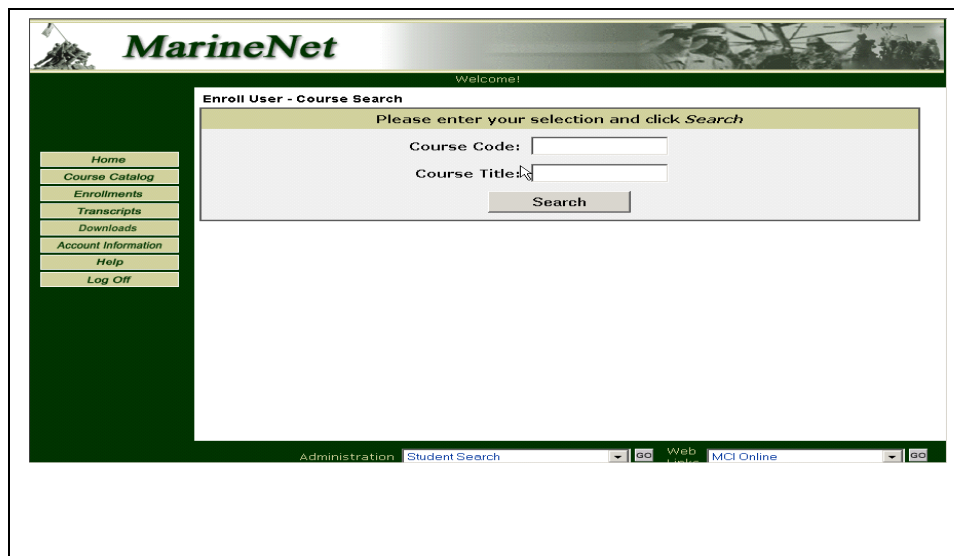 MarineNet
Welcome!
Enroll User - Course Search
Please enter your selection and click Search
Course Code:
Course Title:
Search
Home
Course Catalog
Enrollments
Transcripts
Downloads
Account Information
Help
Log Off
Administration Student Search GO Web Links MCI Online GO